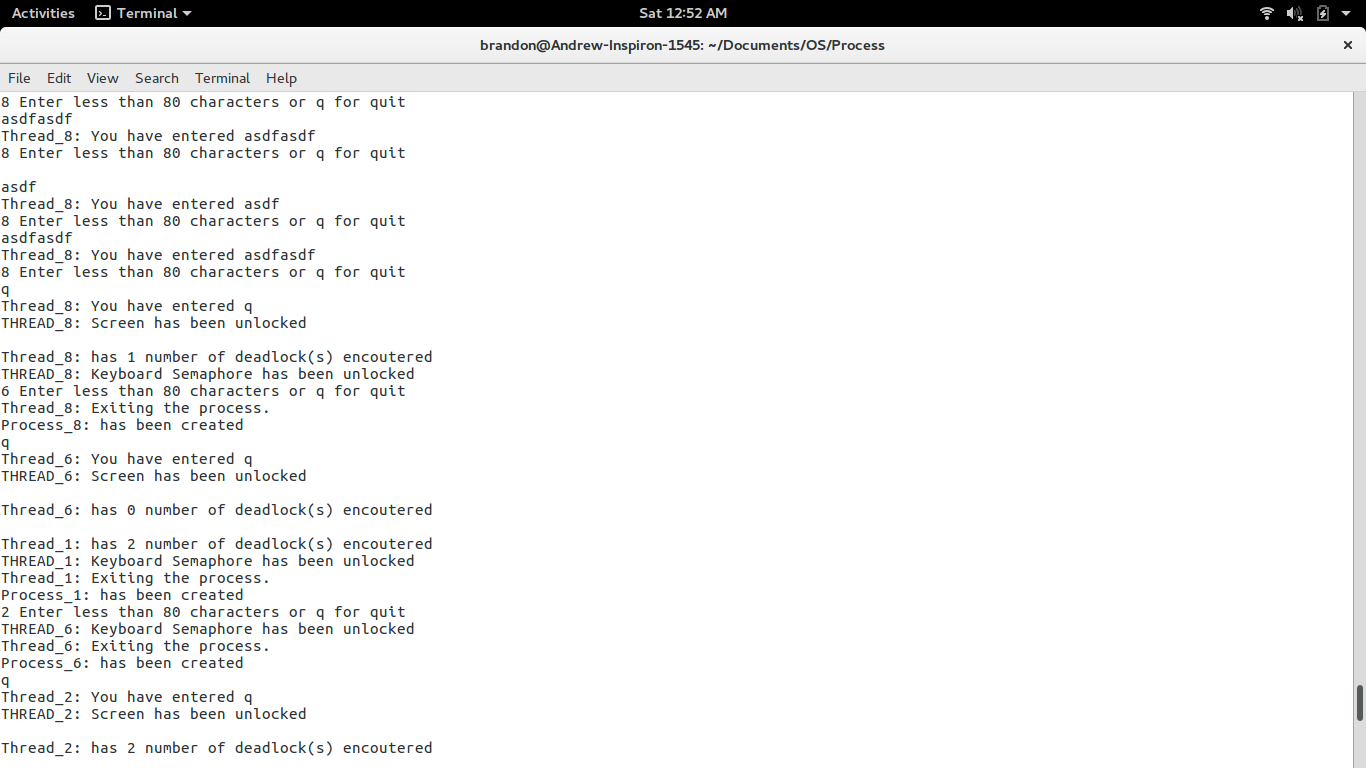 Activities Terminal Sat 12:52 AM
brandon@Andrew-Inspiron-1545: ~/Documents/OS/Process ×
File Edit View Search Terminal Help
8 Enter less than 80 characters or q for quit
asdfasdf
Thread_8: You have entered asdfasdf
8 Enter less than 80 characters or q for quit
asdf
Thread_8: You have entered asdf
8 Enter less than 80 characters or q for quit
asdfasdf
Thread_8: You have entered asdfasdf
8 Enter less than 80 characters or q for quit
q
Thread_8: You have entered q
THREAD_8: Screen has been unlocked
Thread_8: has 1 number of deadlock(s) encoutered
THREAD_8: Keyboard Semaphore has been unlocked
6 Enter less than 80 characters or q for quit
Thread_8: Exiting the process.
Process_8: has been created
q
Thread_6: You have entered q
THREAD_6: Screen has been unlocked
Thread_6: has 0 number of deadlock(s) encoutered
Thread_1: has 2 number of deadlock(s) encoutered
THREAD_1: Keyboard Semaphore has been unlocked
Thread_1: Exiting the process.
Process_1: has been created
2 Enter less than 80 characters or q for quit
THREAD_6: Keyboard Semaphore has been unlocked
Thread_6: Exiting the process.
Process_6: has been created
q
Thread_2: You have entered q
THREAD_2: Screen has been unlocked
Thread_2: has 2 number of deadlock(s) encoutered